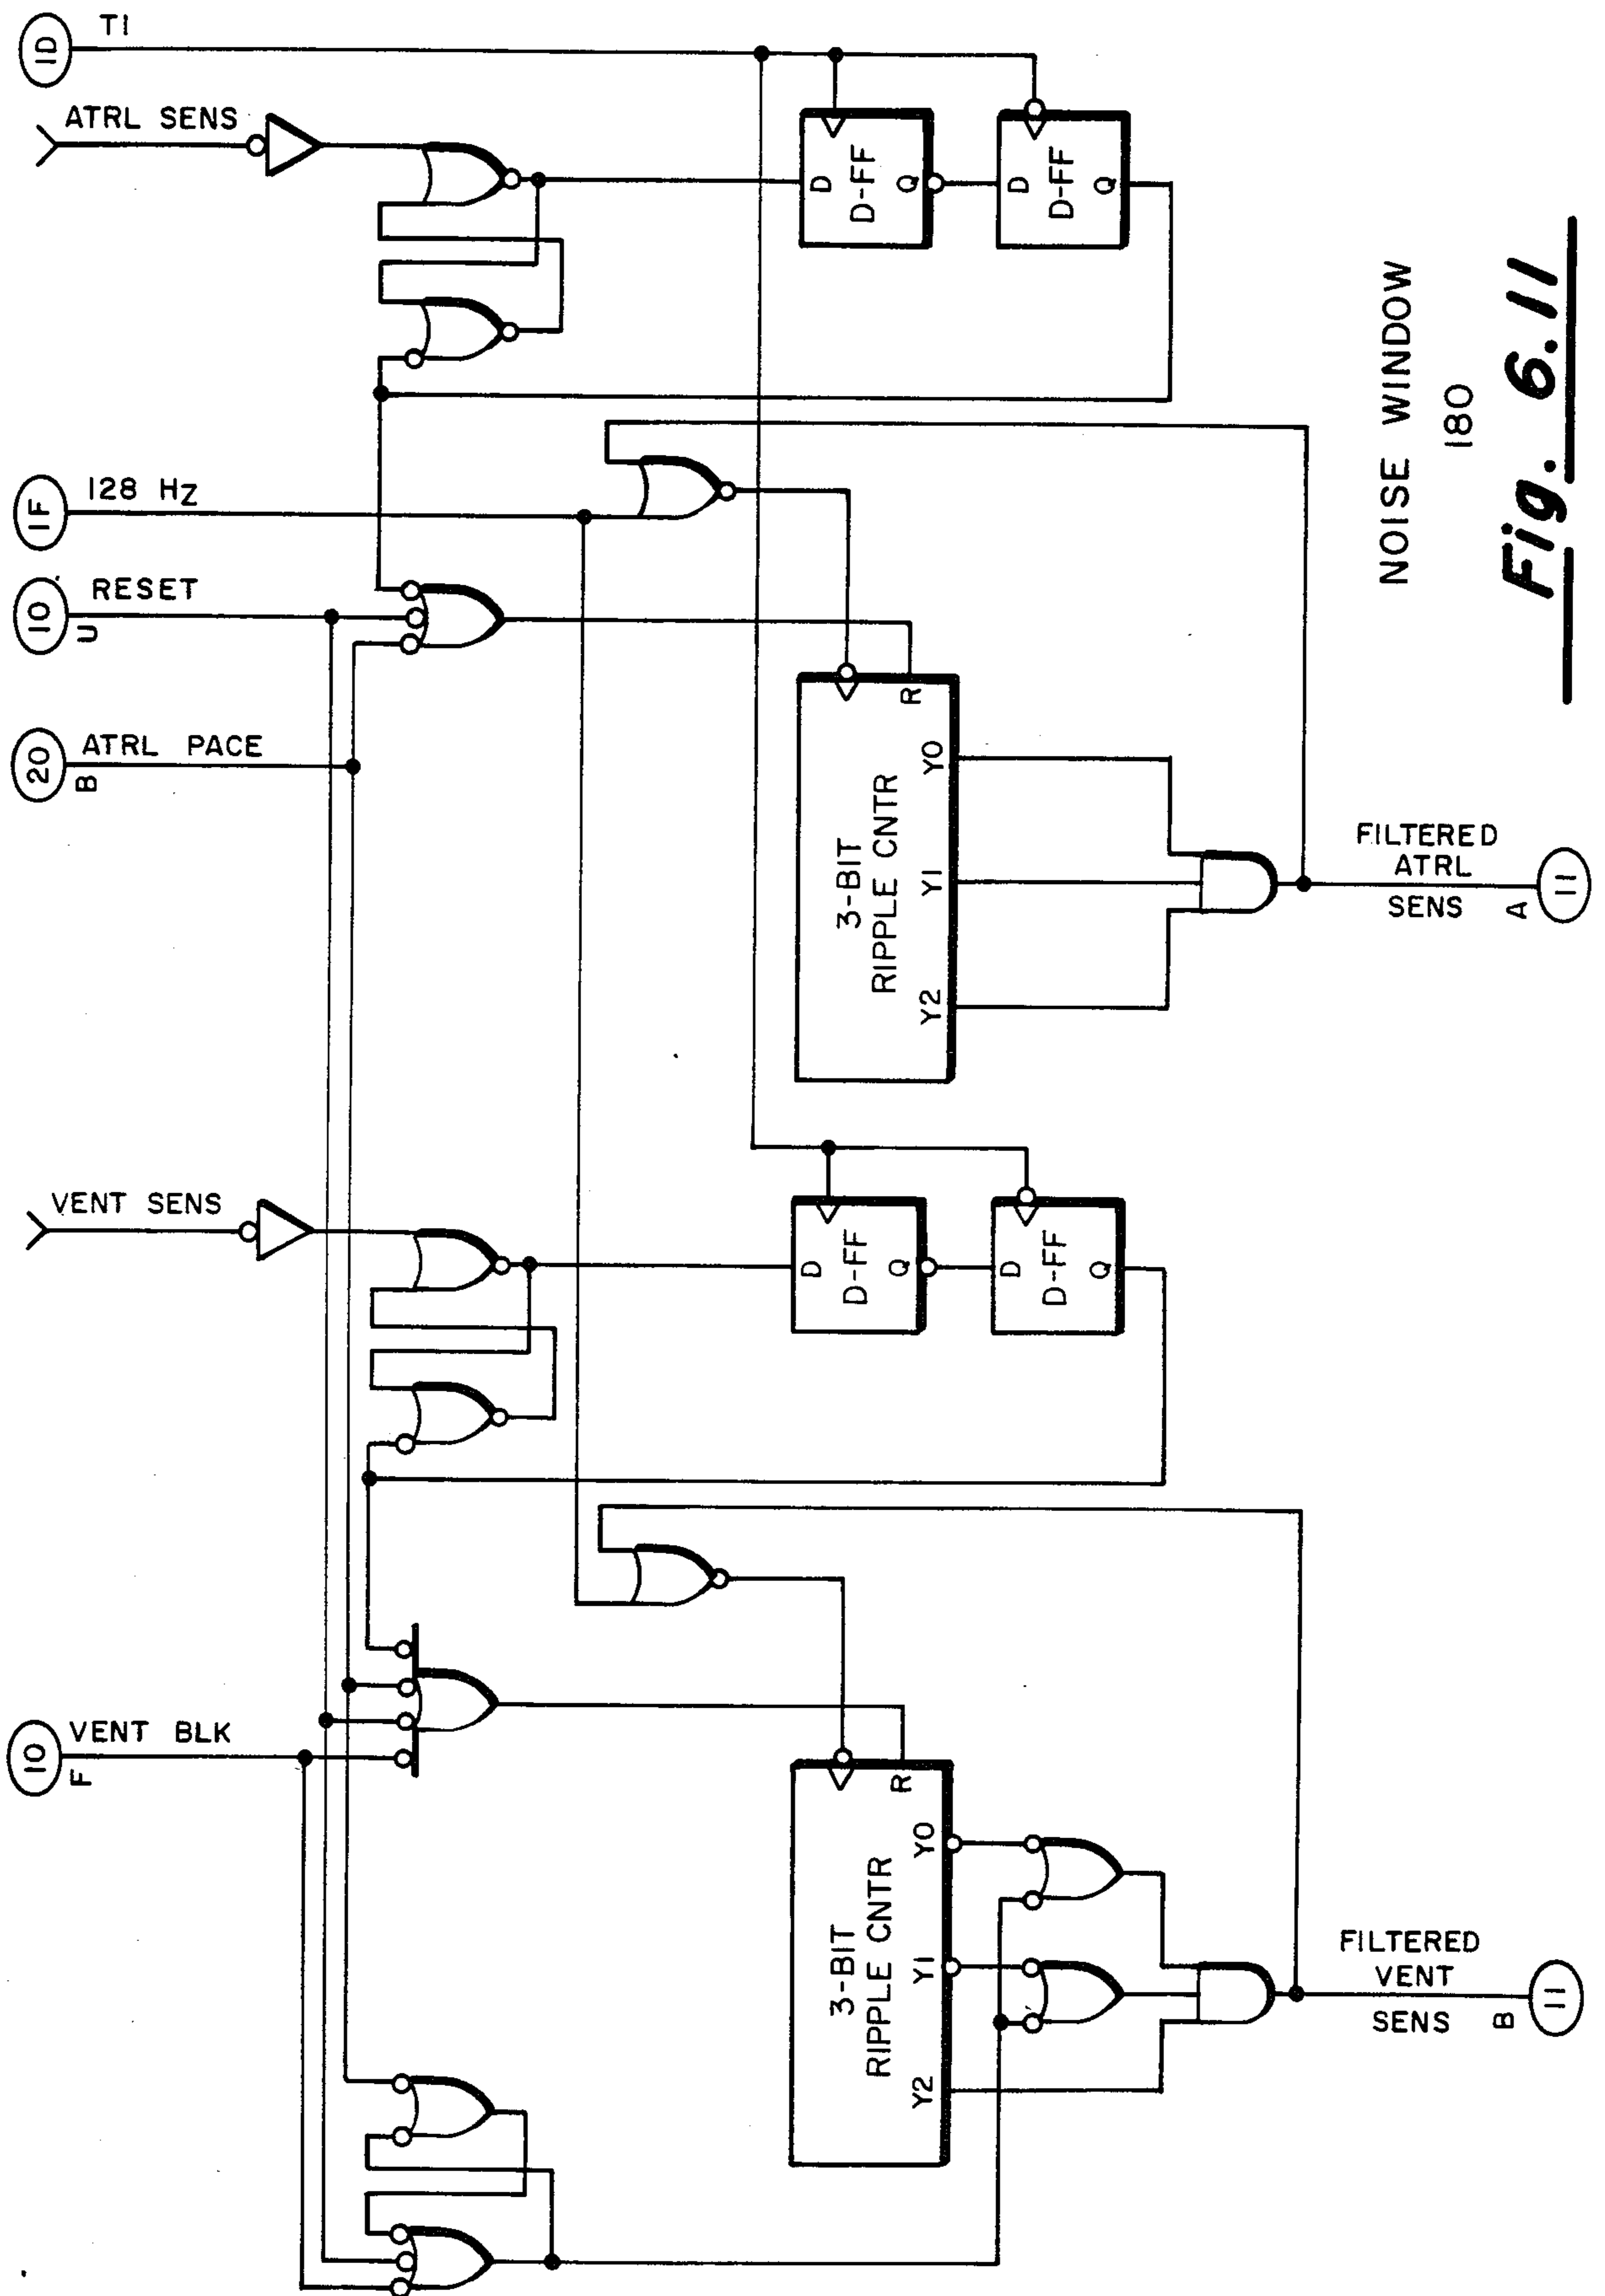 1D
T1
ATRL SENS
D
D-FF
Q
D
D-FF
Q
1F
128 HZ
10
U
RESET
20
B
ATRL PACE
R
3-BIT
RIPPLE CNTR
Y0
Y1
Y2
FILTERED
ATRL
SENS
A
11
VENT SENS
D
D-FF
Q
D
D-FF
Q
10
F
VENT BLK
R
3-BIT
RIPPLE CNTR
Y0
Y1
Y2
FILTERED
VENT
SENS
B
11
NOISE WINDOW
180
Fig. 6.11